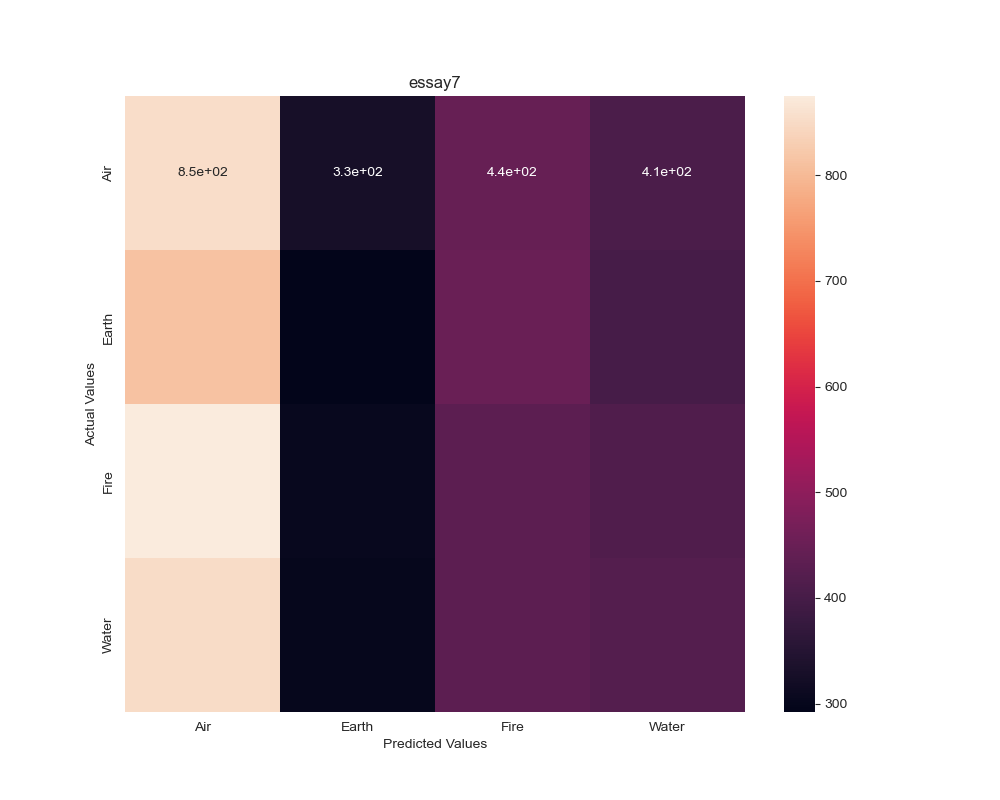 essay7
Air
8.5e+02 3.3e+02 4.4e+02 4.1e+02
Earth
Fire
Water
Actual Values
Air Earth Fire Water
Predicted Values
800
700
600
500
400
300